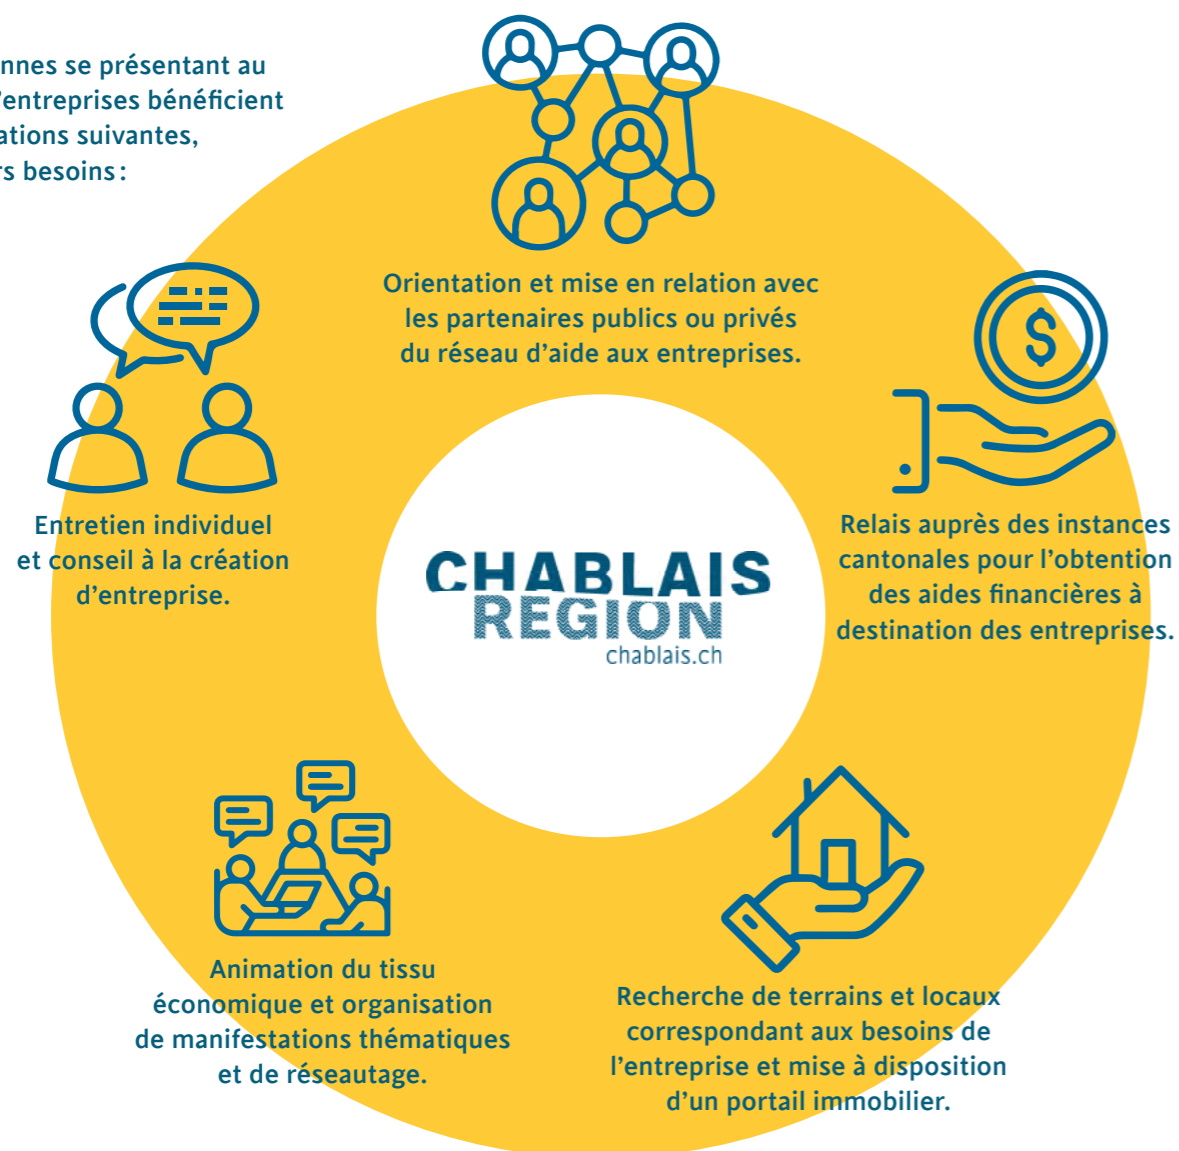 nnes se présentant au
'entreprises bénéficient
ations suivantes,
rs besoins :
Orientation et mise en relation avec
les partenaires publics ou privés
du réseau d'aide aux entreprises.
$
Entretien individuel
et conseil à la création
d'entreprise.
Relais auprès des instances
cantonales pour l'obtention
des aides financières à
destination des entreprises.
CHABLAIS
REGION
chablais.ch
Animation du tissu
économique et organisation
de manifestations thématiques
et de réseautage.
Recherche de terrains et locaux
correspondant aux besoins de
l'entreprise et mise à disposition
d'un portail immobilier.